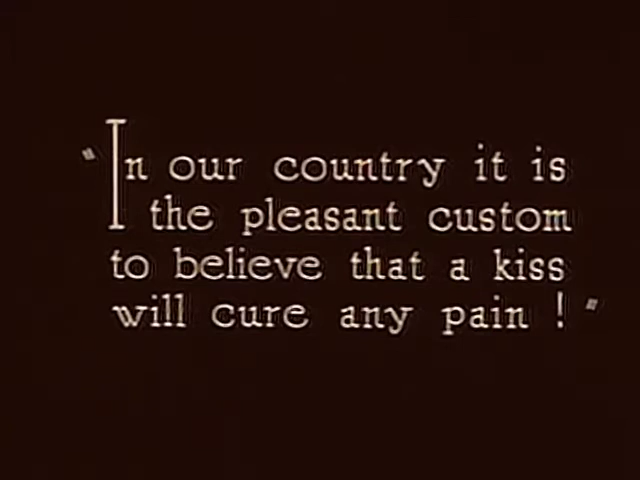 "In our country it is
the pleasant custom
to believe that a kiss
will cure any pain!"